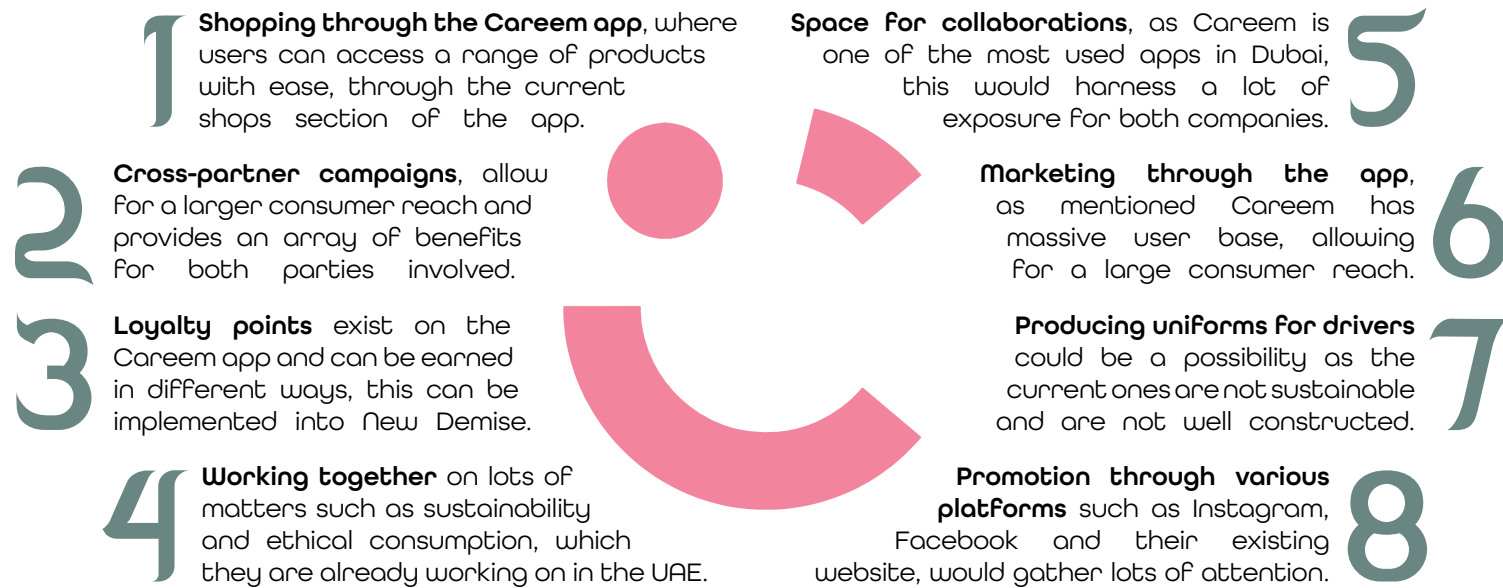 1
Shopping through the Careem app, where
users can access a range of products
with ease, through the current
shops section of the app.
2
Cross-partner campaigns, allow
for a larger consumer reach and
provides an array of benefits
for both parties involved.
3
Loyalty points exist on the
Careem app and can be earned
in different ways, this can be
implemented into New Demise.
4
Working together on lots of
matters such as sustainability
and ethical consumption, which
they are already working on in the UAE.
5
Space for collaborations, as Careem is
one of the most used apps in Dubai,
this would harness a lot of
exposure for both companies.
6
Marketing through the app,
as mentioned Careem has
massive user base, allowing
for a large consumer reach.
7
Producing uniforms for drivers
could be a possibility as the
current ones are not sustainable
and are not well constructed.
8
Promotion through various
platforms such as Instagram,
Facebook and their existing
website, would gather lots of attention.